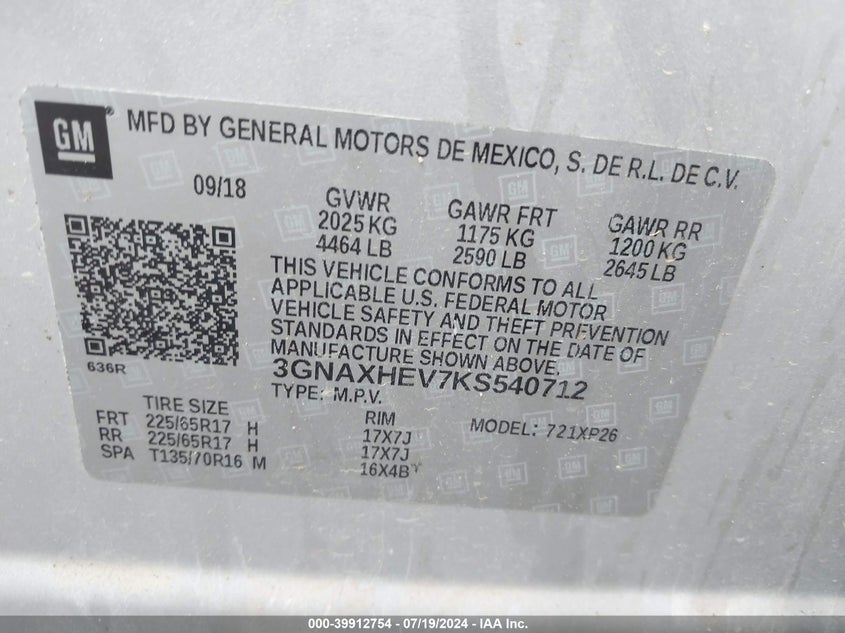 GM
MFD BY GENERAL MOTORS DE MEXICO, S. DE R.L. DE C.V.
09/18
GVWR
2025 KG
4464 LB
GAWR FRT
1175 KG
2590 LB
GAWR RR
1200 KG
2645 LB
THIS VEHICLE CONFORMS TO ALL
APPLICABLE U.S. FEDERAL MOTOR
VEHICLE SAFETY AND THEFT PREVENTION
STANDARDS IN EFFECT ON THE DATE OF
MANUFACTURE SHOWN ABOVE.
636R
3GNAXHEV7KS540712
TYPE: M.P.V.
MODEL: 721XP26
TIRE SIZE RIM
FRT 225/65R17 H 17X7J
RR 225/65R17 H 17X7J
SPA T135/70R16 M 16X4B
000-39912754 - 07/19/2024 - IAA Inc.